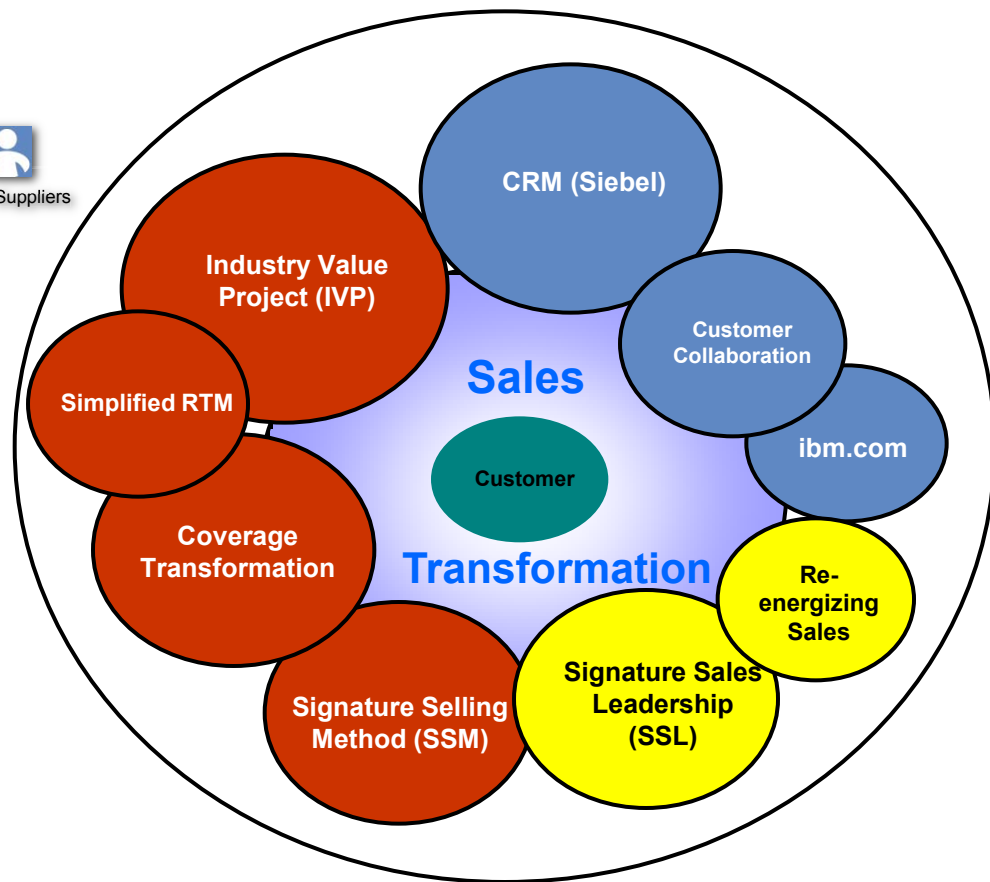 Suppliers
CRM (Siebel)
Industry Value
Project (IVP)
Customer
Collaboration
Simplified RTM
Sales
ibm.com
Customer
Coverage
Transformation
Transformation
Re-
energizing
Sales
Signature Selling
Method (SSM)
Signature Sales
Leadership
(SSL)